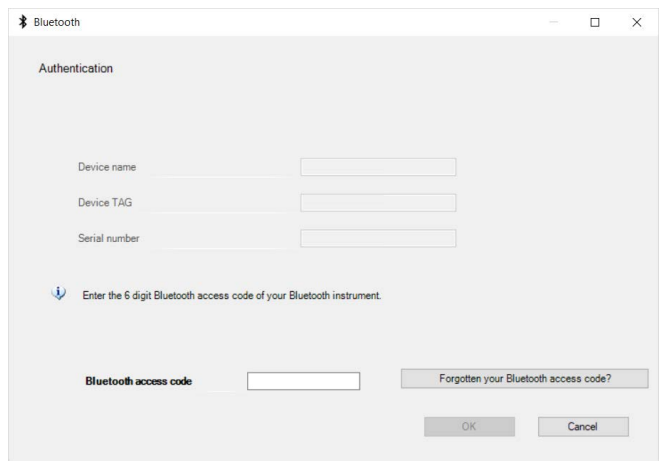 Bluetooth
Authentication
Device name
Device TAG
Serial number
Enter the 6 digit Bluetooth access code of your Bluetooth instrument.
Bluetooth access code
Forgotten your Bluetooth access code?
OK
Cancel